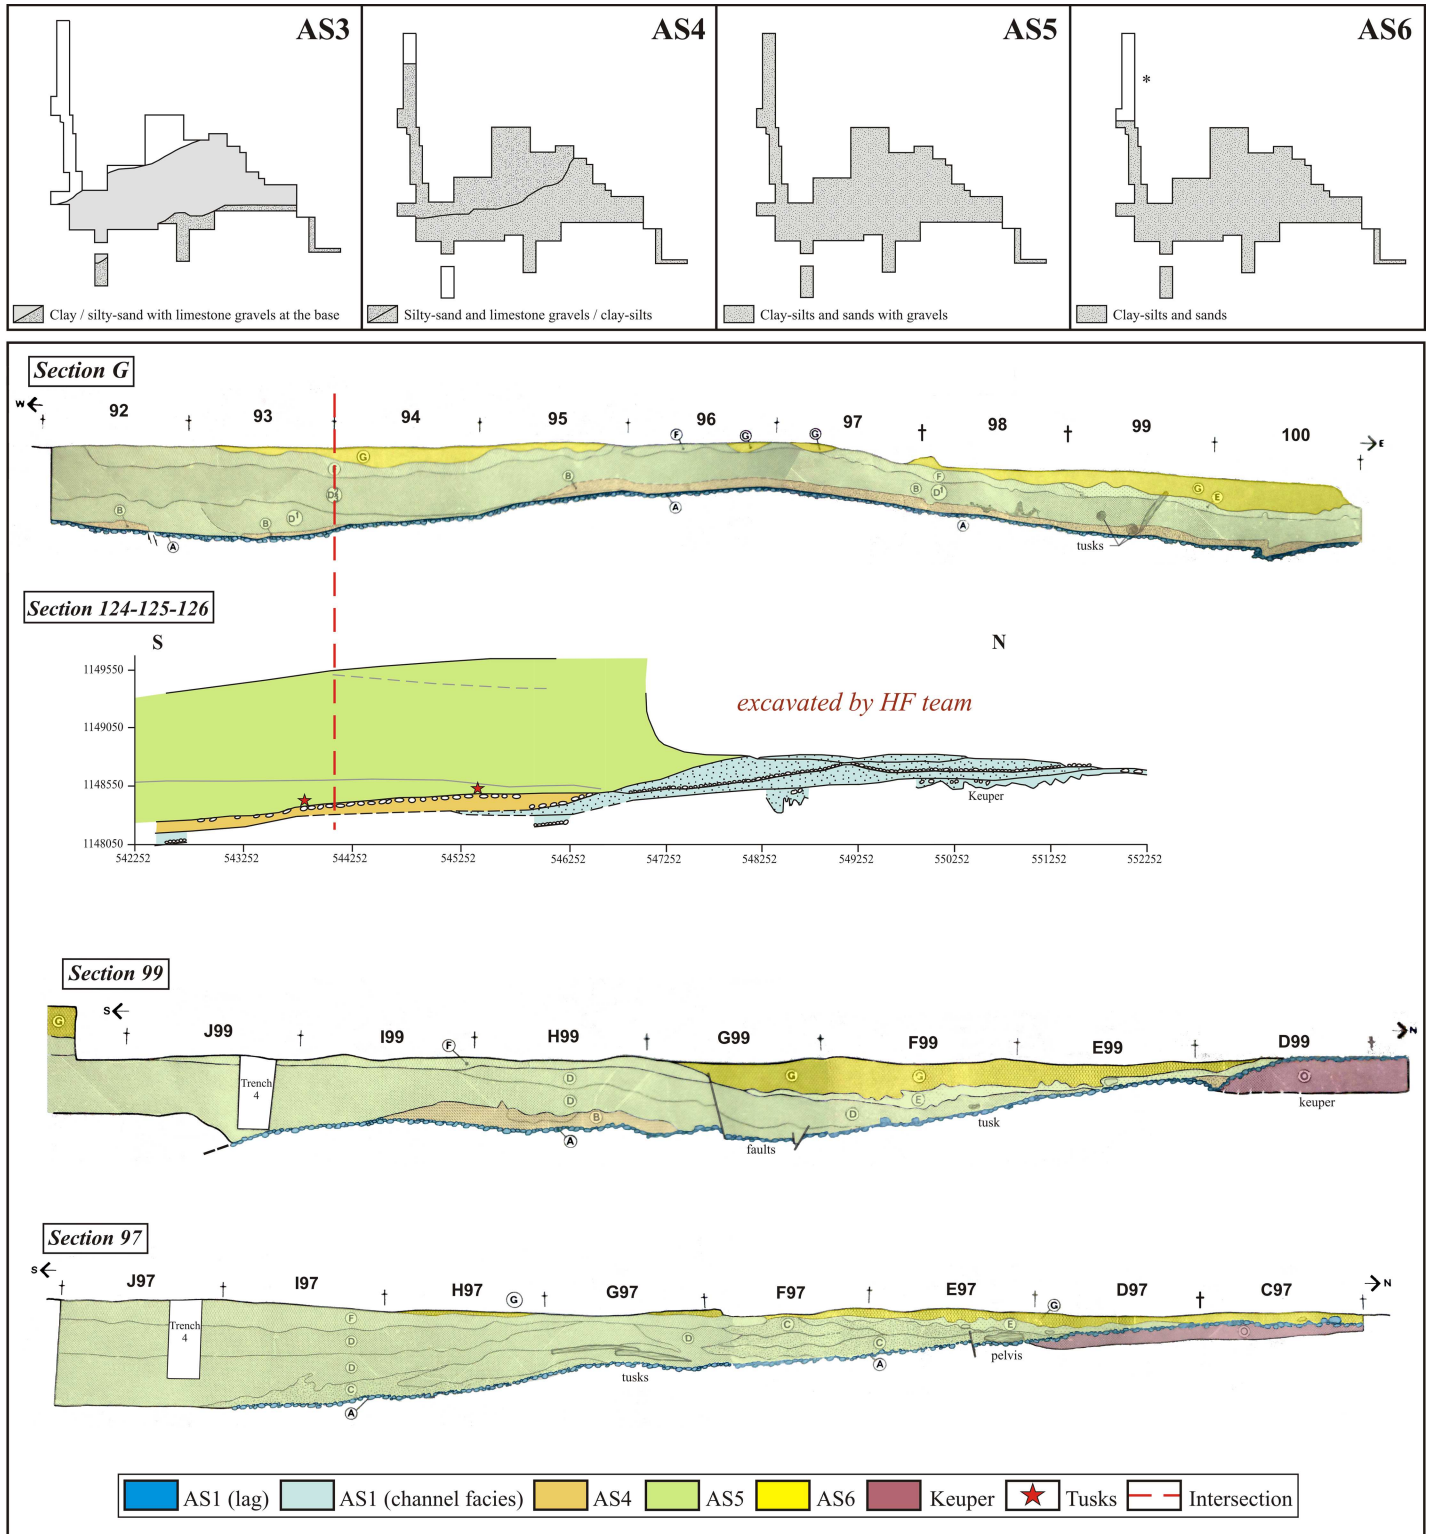 AS3
AS4
AS5
AS6
*
Clay / silty-sand with limestone gravels at the base
Silty-sand and limestone gravels / clay-silts
Clay-silts and sands with gravels
Clay-silts and sands
Section G
W
92 93 94 95 96 97 98 99 100
E
F G G
G B F G E
B D1
B B D1
A A A
tusks
Section 124-125-126
S N
1149550
1149050
1148550
1148050
excavated by HF team
Keuper
542252 543252 544252 545252 546252 547252 548252 549252 550252 551252 552252
Section 99
S N
J99 I99 H99 G99 F99 E99 D99
G F
Trench
4
D G G O
D D E
B
A
keuper
tusk
faults
Section 97
S N
J97 I97 H97 G97 F97 E97 D97 C97
G G
Trench
4
F C E O
D D C
D A
C
pelvis
tusks
A
AS1 (lag) AS1 (channel facies) AS4 AS5 AS6 Keuper Tusks Intersection